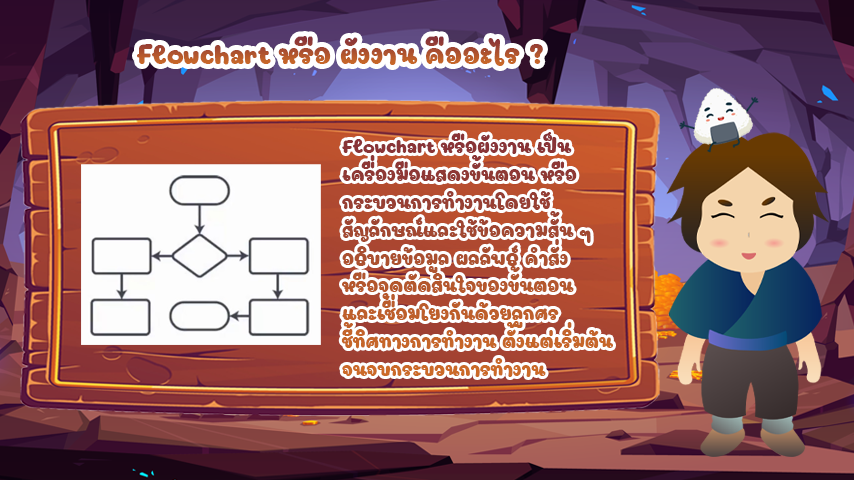 Flowchart หรือ ผังงาน คืออะไร ?
Flowchart หรือผังงาน เป็น
เครื่องมือแสดงขั้นตอน หรือ
กระบวนการทำงานโดยใช้
สัญลักษณ์และใช้ข้อความสั้น ๆ
อธิบายข้อมูล ผลลัพธ์ คำสั่ง
หรือจุดตัดสินใจของขั้นตอน
และเชื่อมโยงกันด้วยลูกศร
ชี้ทิศทางการทำงาน ตั้งแต่เริ่มต้น
จนจบกระบวนการทำงาน